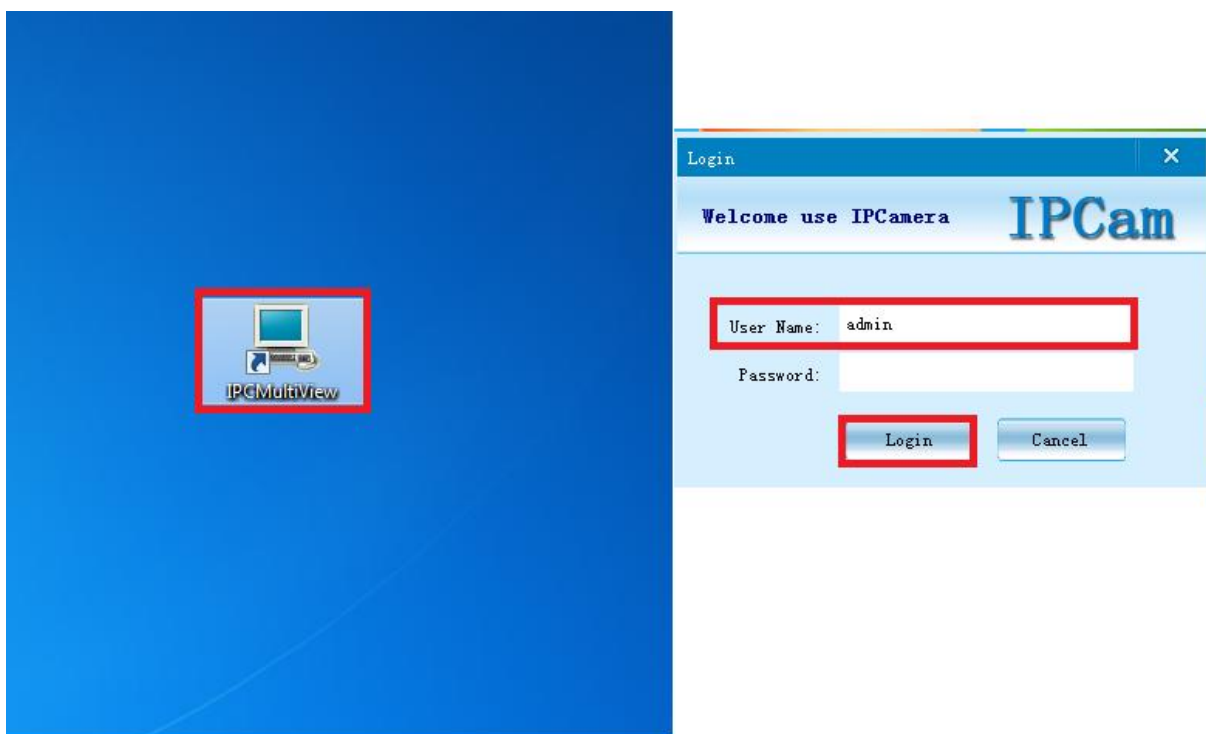 IPCMultiView
Login
Welcome use IPCamera
IPCam
User Name: admin
Password:
Login Cancel